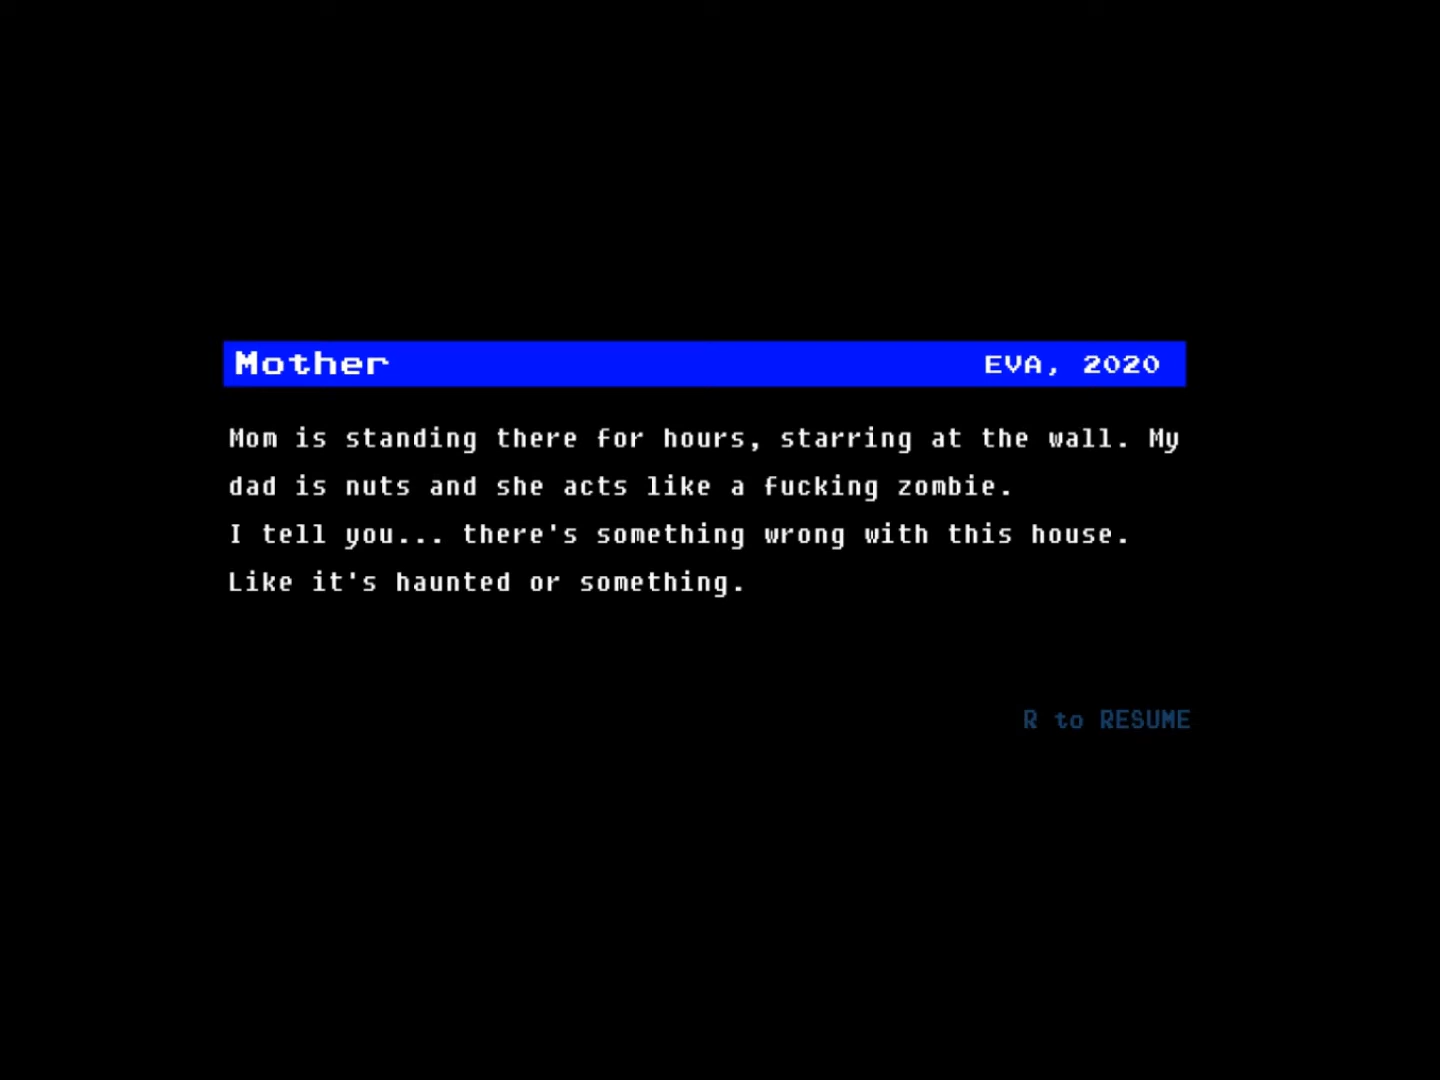 Mother EVA, 2020
Mom is standing there for hours, starring at the wall. My
dad is nuts and she acts like a fucking zombie.
I tell you... there's something wrong with this house.
Like it's haunted or something.
R to RESUME